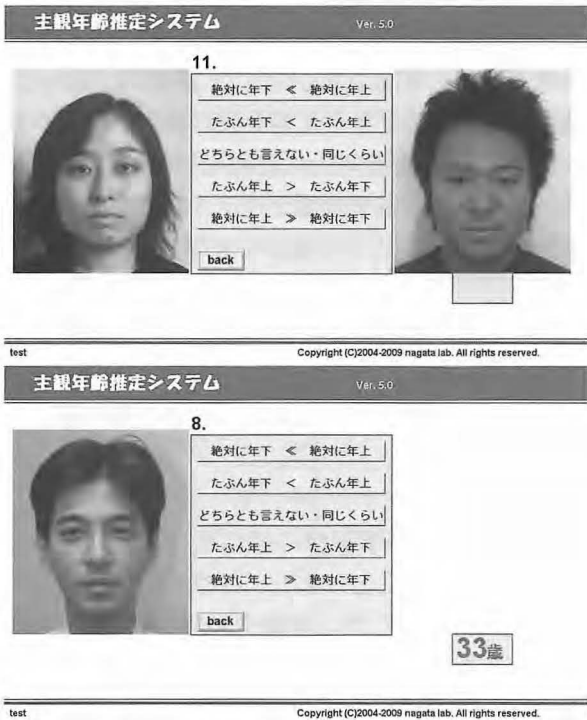 主観年齢推定システム Ver. 5.0
11.
絶対に年下 ≪ 絶対に年上
たぶん年下 < たぶん年上
どちらとも言えない・同じくらい
たぶん年上 > たぶん年下
絶対に年上 ≫ 絶対に年下
back
test Copyright (C)2004-2009 nagata lab. All rights reserved.
主観年齢推定システム Ver. 5.0
8.
絶対に年下 ≪ 絶対に年上
たぶん年下 < たぶん年上
どちらとも言えない・同じくらい
たぶん年上 > たぶん年下
絶対に年上 ≫ 絶対に年下
back
33歳
test Copyright (C)2004-2009 nagata lab. All rights reserved.